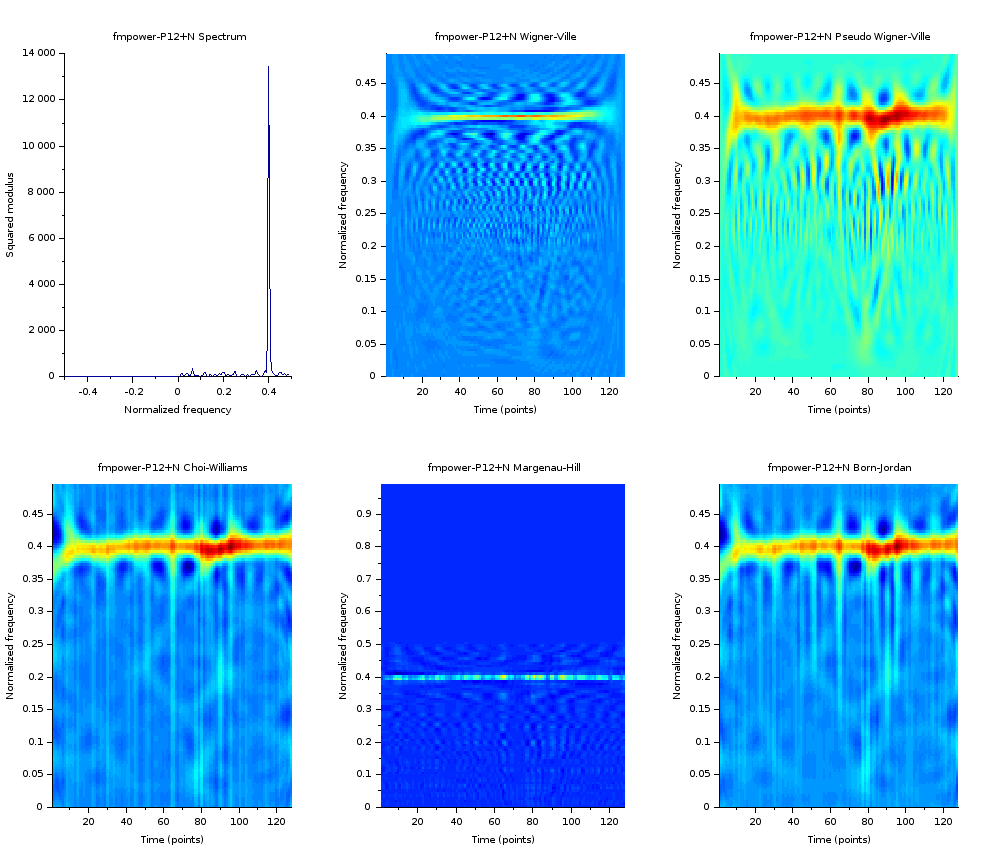 fmpower-P12+N Spectrum
14 000
12 000
10 000
8 000
6 000
4 000
2 000
0
Squared modulus
-0.4 -0.2 0 0.2 0.4
Normalized frequency
fmpower-P12+N Wigner-Ville
0.45
0.4
0.35
0.3
0.25
0.2
0.15
0.1
0.05
0
Normalized frequency
20 40 60 80 100 120
Time (points)
fmpower-P12+N Pseudo Wigner-Ville
0.45
0.4
0.35
0.3
0.25
0.2
0.15
0.1
0.05
0
Normalized frequency
20 40 60 80 100 120
Time (points)
fmpower-P12+N Choi-Williams
0.45
0.4
0.35
0.3
0.25
0.2
0.15
0.1
0.05
0
Normalized frequency
20 40 60 80 100 120
Time (points)
fmpower-P12+N Margenau-Hill
0.9
0.8
0.7
0.6
0.5
0.4
0.3
0.2
0.1
0
Normalized frequency
20 40 60 80 100 120
Time (points)
fmpower-P12+N Born-Jordan
0.45
0.4
0.35
0.3
0.25
0.2
0.15
0.1
0.05
0
Normalized frequency
20 40 60 80 100 120
Time (points)